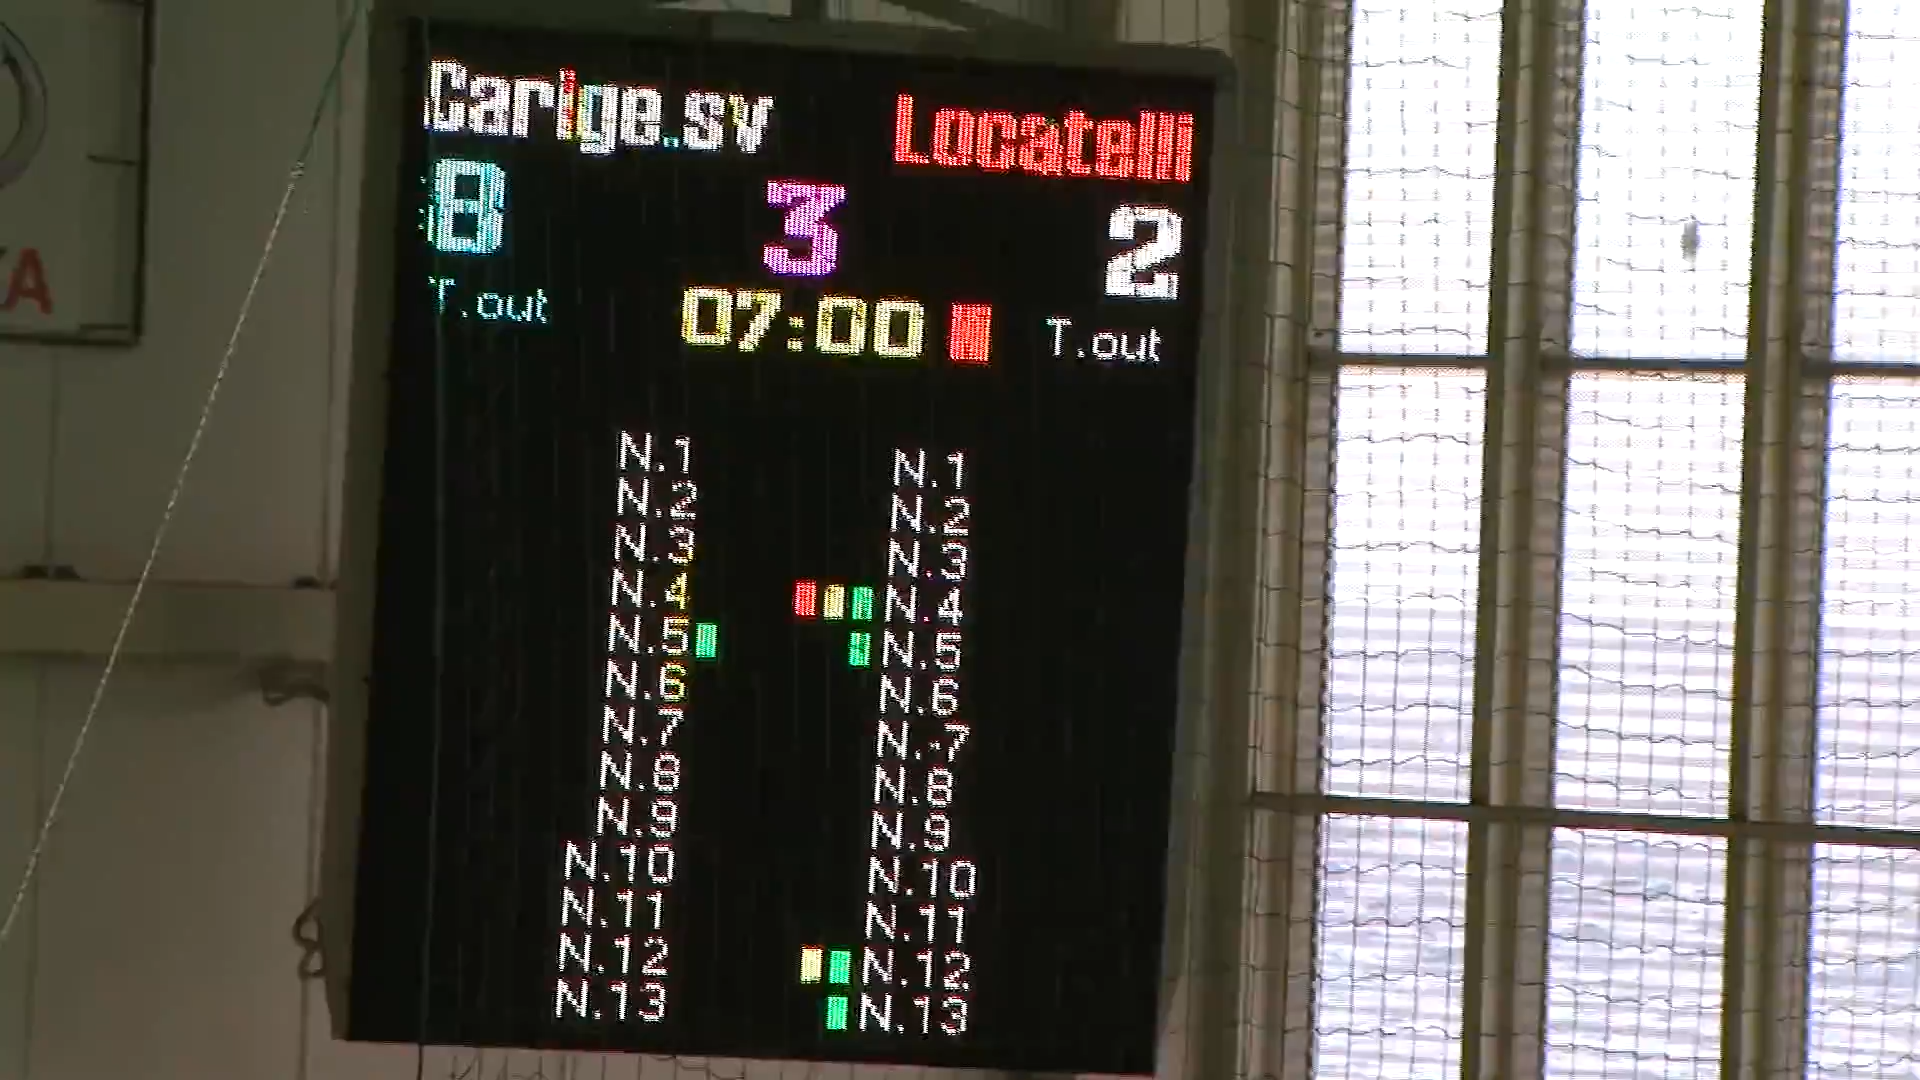 Carige.sv Locatelli
8 3 2
T.out 07:00 T.out
N.1 N.1
N.2 N.2
N.3 N.3
N.4 N.4
N.5 N.5
N.6 N.6
N.7 N.7
N.8 N.8
N.9 N.9
N.10 N.10
N.11 N.11
N.12 N.12
N.13 N.13
A